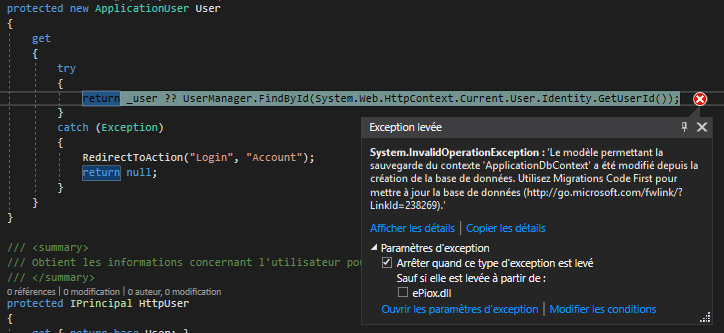 protected new ApplicationUser User
{
get
{
try
{
return _user ?? UserManager.FindById(System.Web.HttpContext.Current.User.Identity.GetUserId());
}
catch (Exception)
{
RedirectToAction("Login", "Account");
return null;
}
}
}
/// <summary>
/// Obtient les informations concernant l'utilisateur pou
/// </summary>
0 références | 0 modification | 0 auteur, 0 modification
protected IPrincipal HttpUser
{
get { return base.User; }
Exception levée
System.InvalidOperationException : 'Le modèle permettant la
sauvegarde du contexte 'ApplicationDbContext' a été modifié depuis la
création de la base de données. Utilisez Migrations Code First pour
mettre à jour la base de données (http://go.microsoft.com/fwlink/?
LinkId=238269).'
Afficher les détails | Copier les détails
Paramètres d'exception
Arrêter quand ce type d'exception est levé
Sauf si elle est levée à partir de :
ePiox.dll
Ouvrir les paramètres d'exception | Modifier les conditions